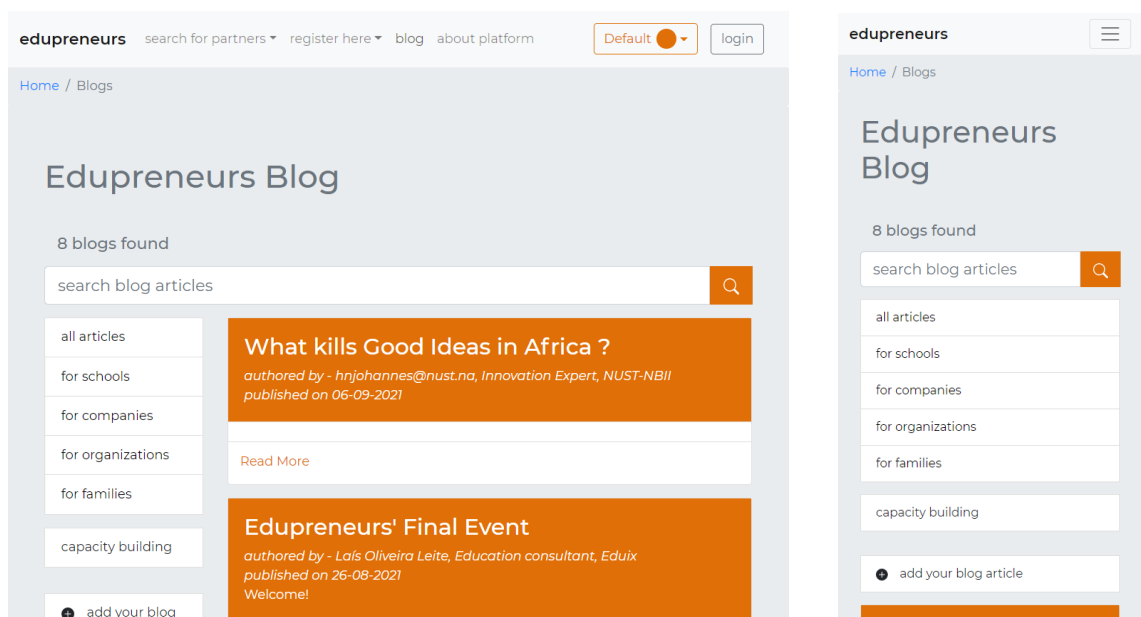 edupreneurs search for partners register here blog about platform Default login
Home / Blogs
Edupreneurs Blog
8 blogs found
search blog articles
all articles
for schools
for companies
for organizations
for families
capacity building
add your blog
What kills Good Ideas in Africa ?
authored by - hnjohannes@nust.na, Innovation Expert, NUST-NBII
published on 06-09-2021
Read More
Edupreneurs' Final Event
authored by - Laís Oliveira Leite, Education consultant, Eduix
published on 26-08-2021
Welcome!
edupreneurs
Home / Blogs
Edupreneurs
Blog
8 blogs found
search blog articles
all articles
for schools
for companies
for organizations
for families
capacity building
add your blog article